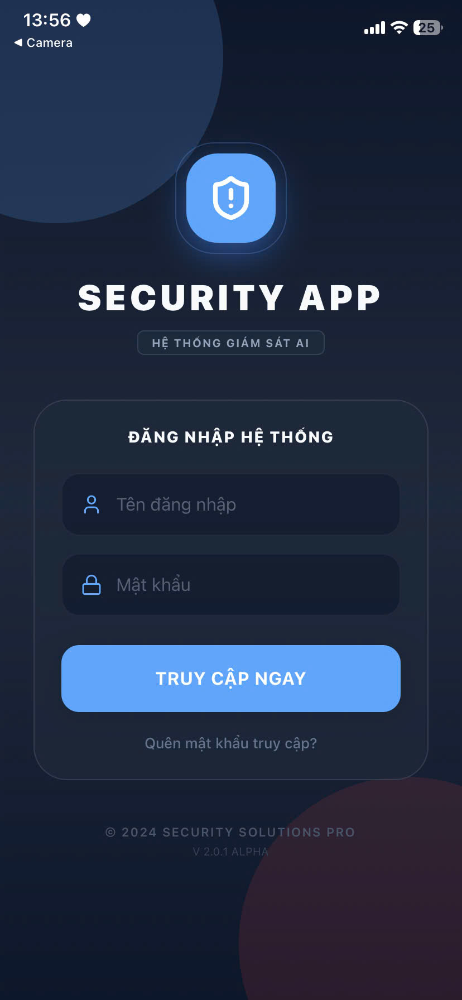 13:56
25
Camera
SECURITY APP
HỆ THỐNG GIÁM SÁT AI
ĐĂNG NHẬP HỆ THỐNG
Tên đăng nhập
Mật khẩu
TRUY CẬP NGAY
Quên mật khẩu truy cập?
© 2024 SECURITY SOLUTIONS PRO
V 2.0.1 ALPHA